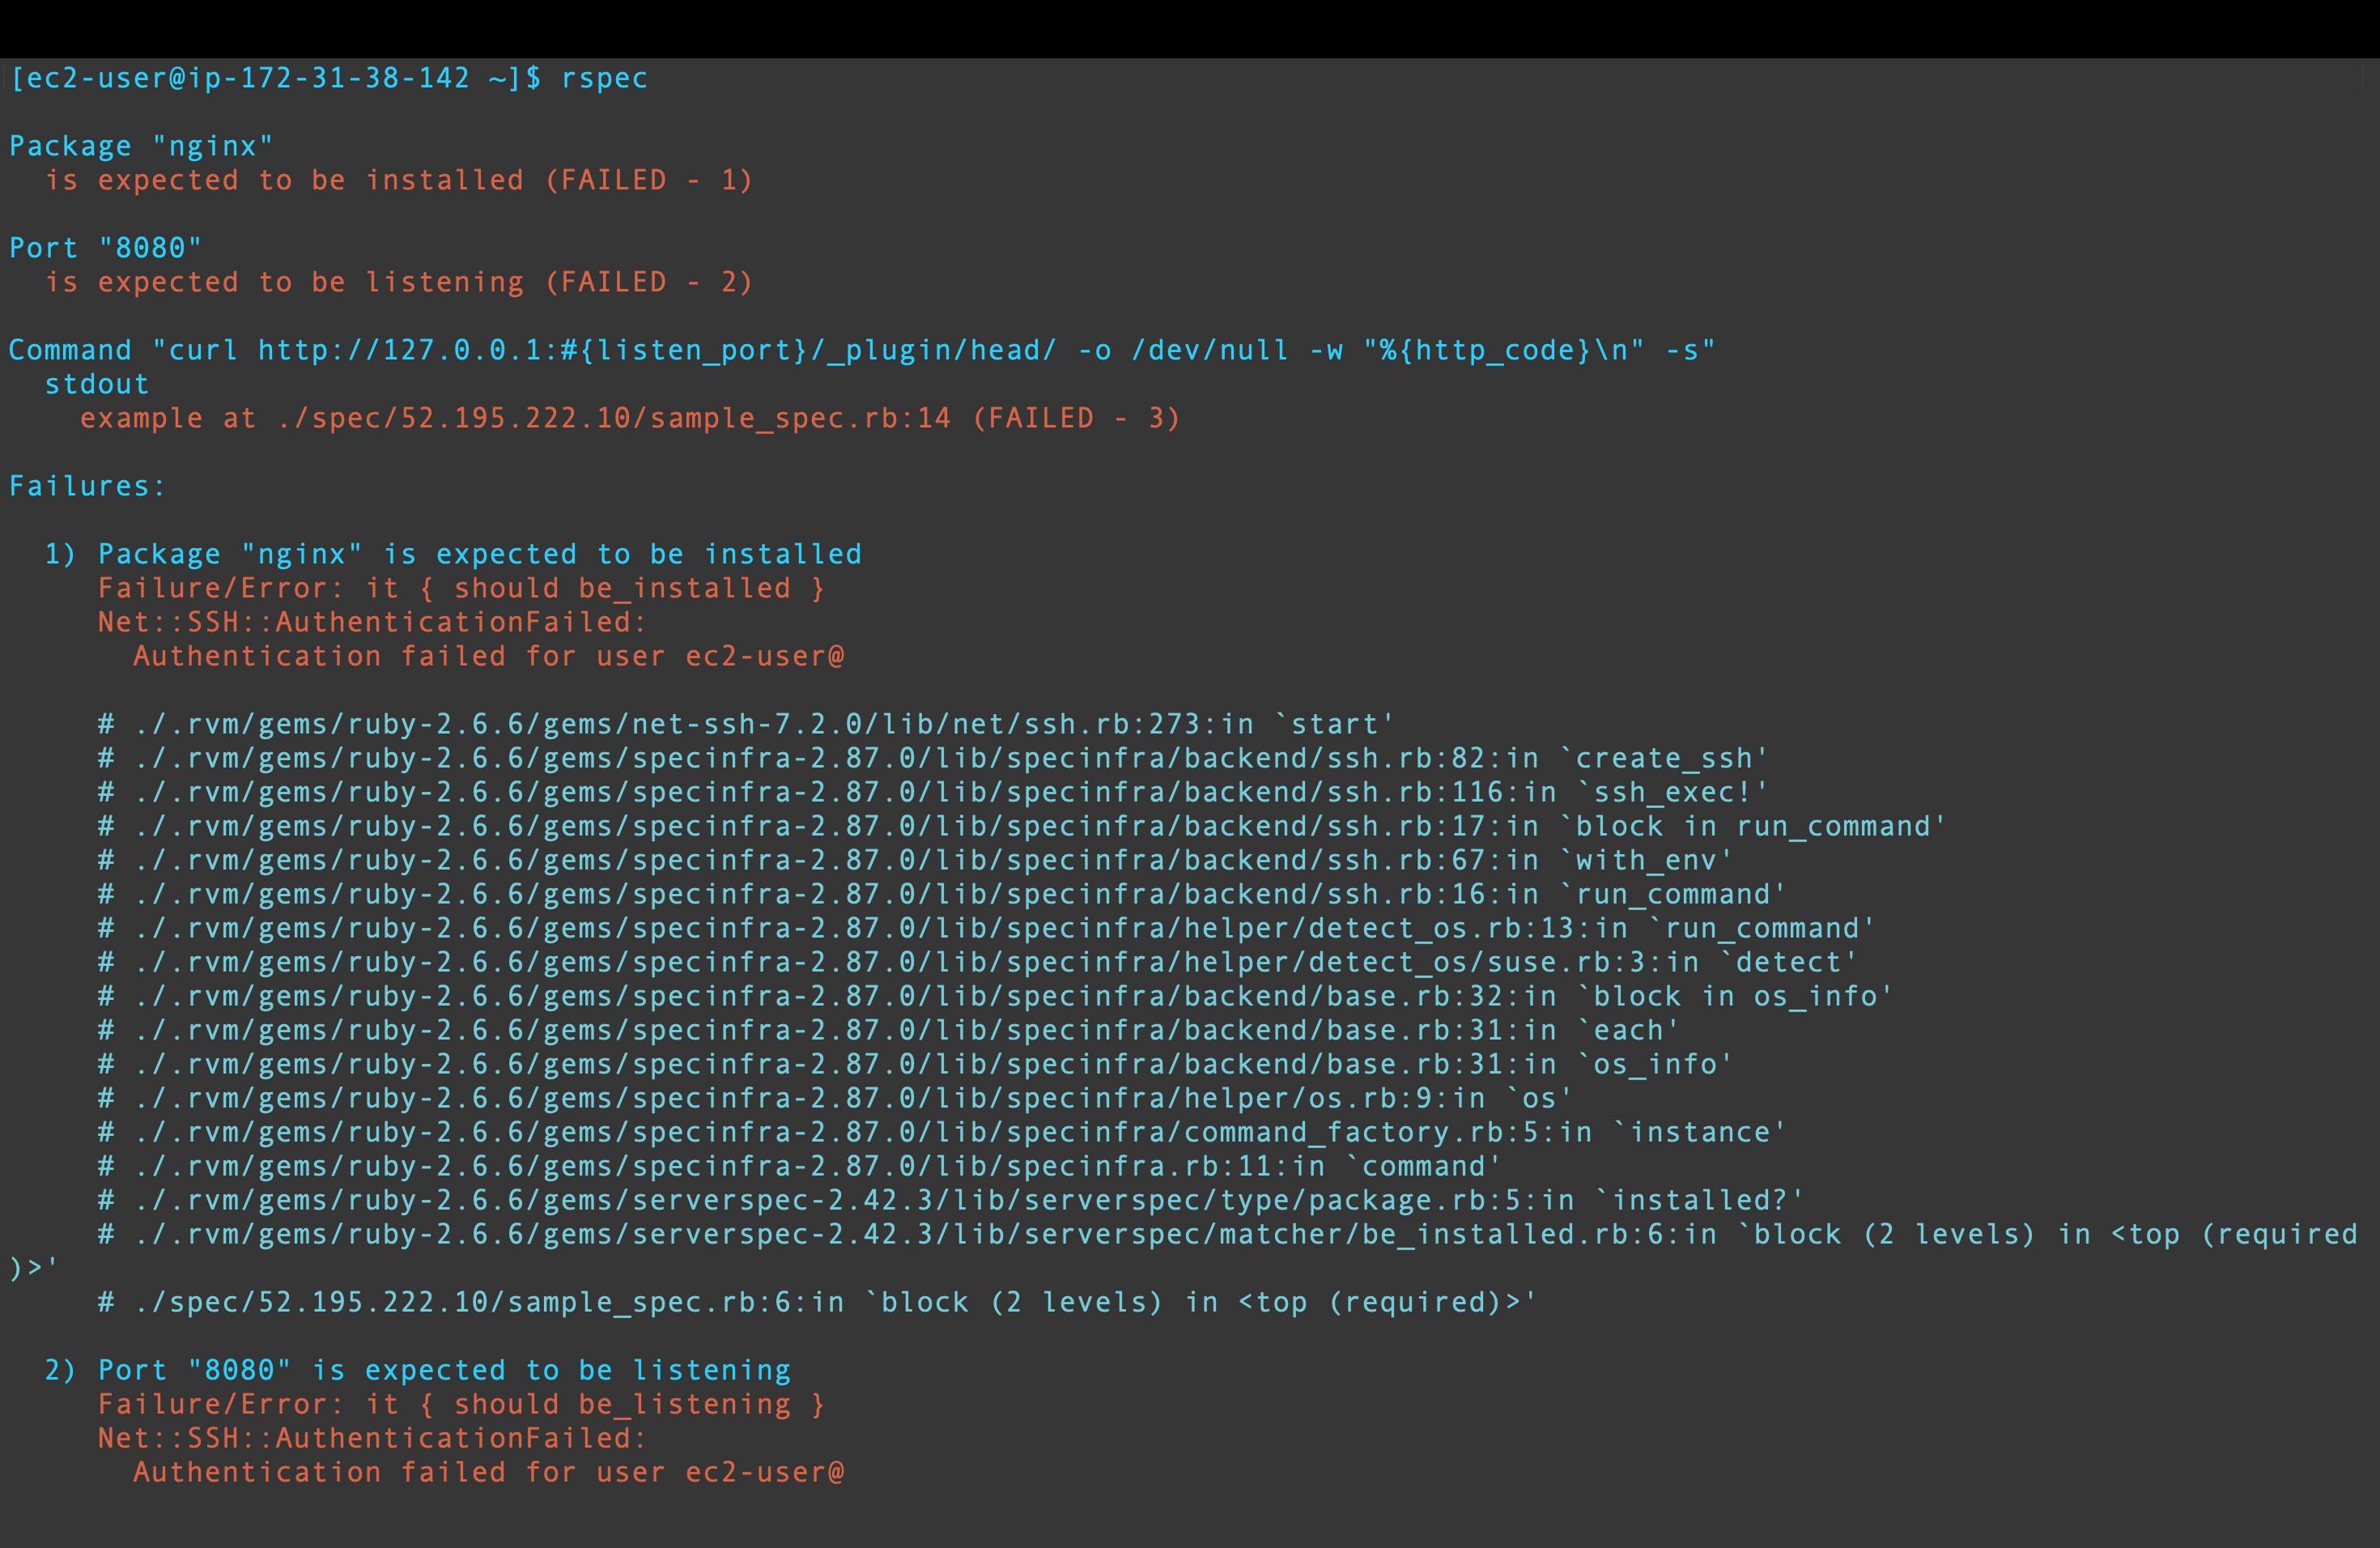 [ec2-user@ip-172-31-38-142 ~]$ rspec
Package "nginx"
is expected to be installed (FAILED - 1)
Port "8080"
is expected to be listening (FAILED - 2)
Command "curl http://127.0.0.1:#{listen_port}/_plugin/head/ -o /dev/null -w "%{http_code}\n" -s"
stdout
example at ./spec/52.195.222.10/sample_spec.rb:14 (FAILED - 3)
Failures:
1) Package "nginx" is expected to be installed
Failure/Error: it { should be_installed }
Net::SSH::AuthenticationFailed:
Authentication failed for user ec2-user@
# ./.rvm/gems/ruby-2.6.6/gems/net-ssh-7.2.0/lib/net/ssh.rb:273:in `start'
# ./.rvm/gems/ruby-2.6.6/gems/specinfra-2.87.0/lib/specinfra/backend/ssh.rb:82:in `create_ssh'
# ./.rvm/gems/ruby-2.6.6/gems/specinfra-2.87.0/lib/specinfra/backend/ssh.rb:116:in `ssh_exec!'
# ./.rvm/gems/ruby-2.6.6/gems/specinfra-2.87.0/lib/specinfra/backend/ssh.rb:17:in `block in run_command'
# ./.rvm/gems/ruby-2.6.6/gems/specinfra-2.87.0/lib/specinfra/backend/ssh.rb:67:in `with_env'
# ./.rvm/gems/ruby-2.6.6/gems/specinfra-2.87.0/lib/specinfra/backend/ssh.rb:16:in `run_command'
# ./.rvm/gems/ruby-2.6.6/gems/specinfra-2.87.0/lib/specinfra/helper/detect_os.rb:13:in `run_command'
# ./.rvm/gems/ruby-2.6.6/gems/specinfra-2.87.0/lib/specinfra/helper/detect_os/suse.rb:3:in `detect'
# ./.rvm/gems/ruby-2.6.6/gems/specinfra-2.87.0/lib/specinfra/backend/base.rb:32:in `block in os_info'
# ./.rvm/gems/ruby-2.6.6/gems/specinfra-2.87.0/lib/specinfra/backend/base.rb:31:in `each'
# ./.rvm/gems/ruby-2.6.6/gems/specinfra-2.87.0/lib/specinfra/backend/base.rb:31:in `os_info'
# ./.rvm/gems/ruby-2.6.6/gems/specinfra-2.87.0/lib/specinfra/helper/os.rb:9:in `os'
# ./.rvm/gems/ruby-2.6.6/gems/specinfra-2.87.0/lib/specinfra/command_factory.rb:5:in `instance'
# ./.rvm/gems/ruby-2.6.6/gems/specinfra-2.87.0/lib/specinfra.rb:11:in `command'
# ./.rvm/gems/ruby-2.6.6/gems/serverspec-2.42.3/lib/serverspec/type/package.rb:5:in `installed?'
# ./.rvm/gems/ruby-2.6.6/gems/serverspec-2.42.3/lib/serverspec/matcher/be_installed.rb:6:in `block (2 levels) in <top (required
)>'
# ./spec/52.195.222.10/sample_spec.rb:6:in `block (2 levels) in <top (required)>'
2) Port "8080" is expected to be listening
Failure/Error: it { should be_listening }
Net::SSH::AuthenticationFailed:
Authentication failed for user ec2-user@